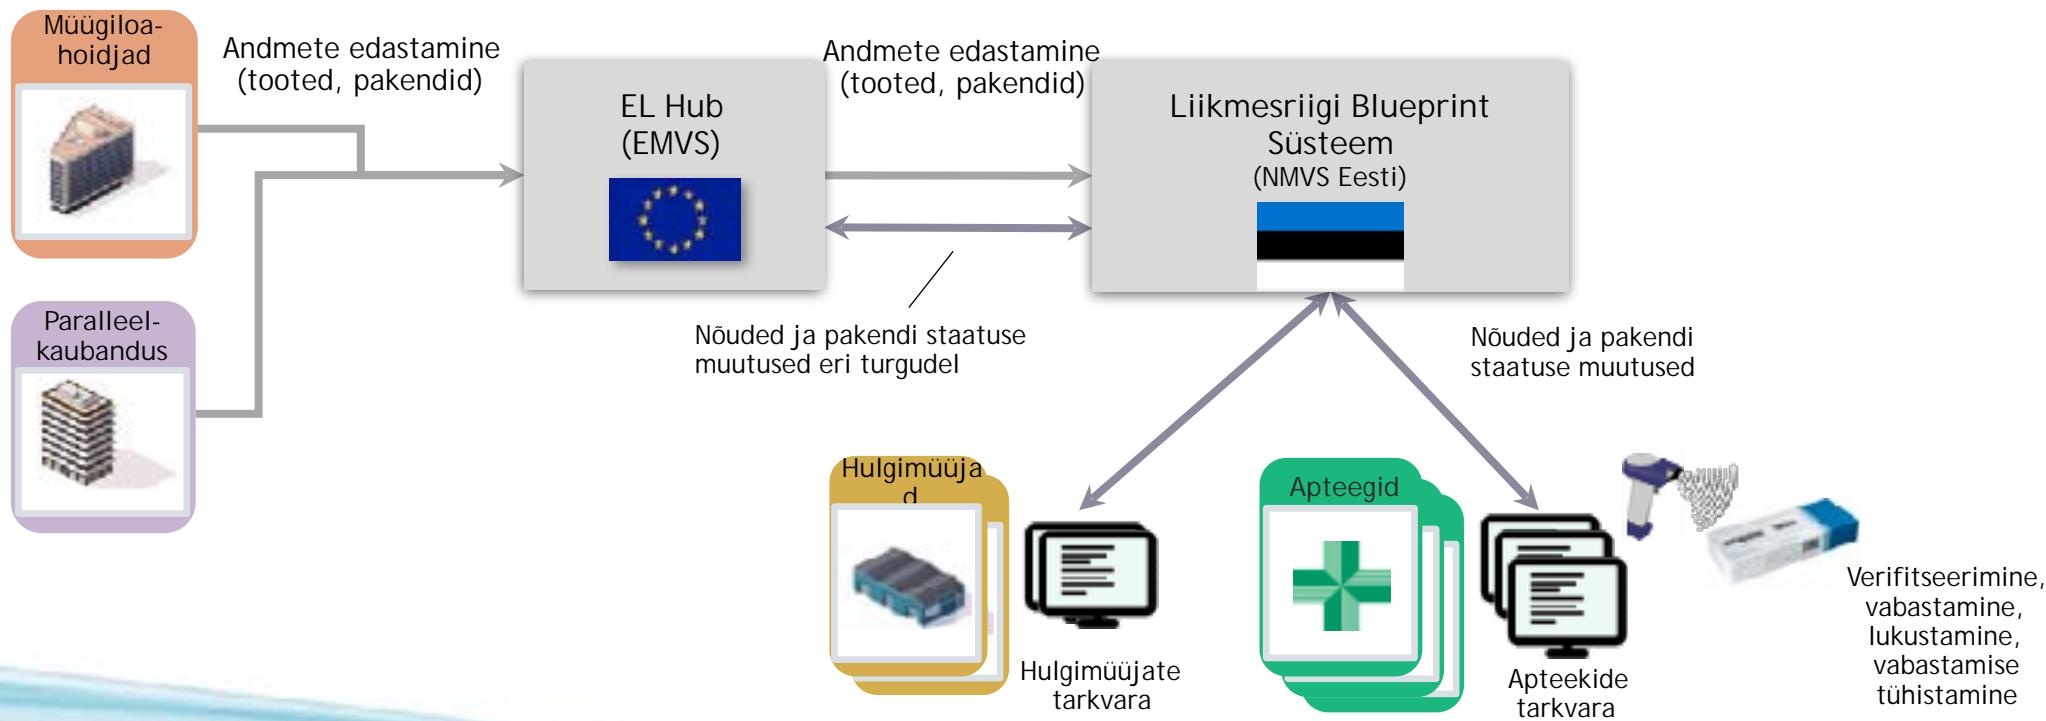 Müügiloa-
hoidjad
Andmete edastamine
(tooted, pakendid)
EL Hub
(EMVS)
Andmete edastamine
(tooted, pakendid)
Liikmesriigi Blueprint
Süsteem
(NMVS Eesti)
Paralleel-
kaubandus
Nõuded ja pakendi staatuse
muutused eri turgudel
Nõuded ja pakendi
staatuse muutused
Hulgimüüja
d
Hulgimüüjate
tarkvara
Apteegid
Apteekide
tarkvara
Verifitseerimine,
vabastamine,
lukustamine,
vabastamise
tühistamine